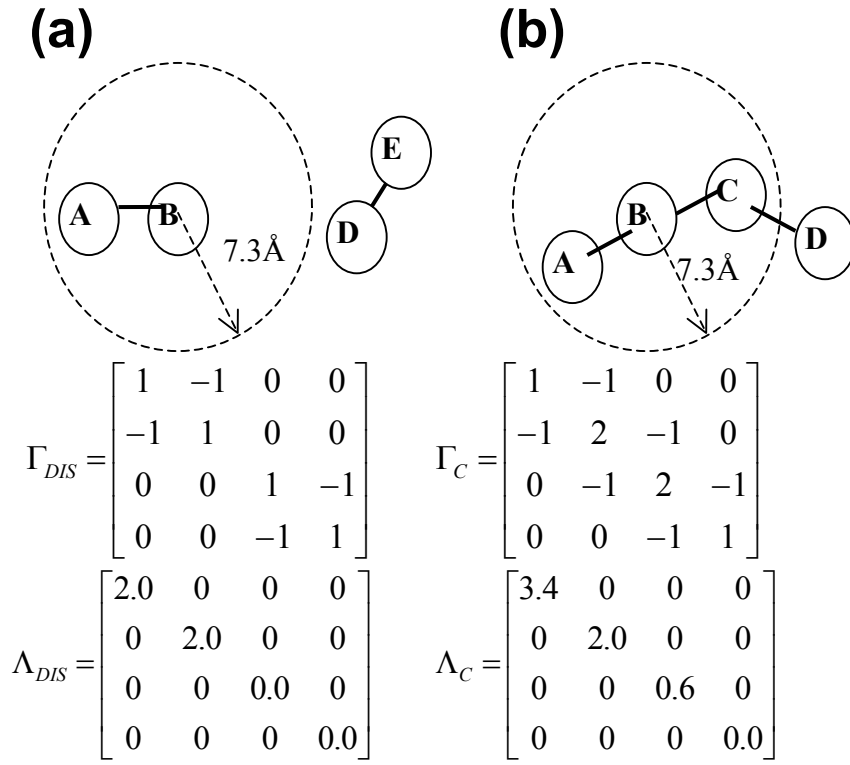 (a) (b)
E
A B D
7.3Å
C
B D
A
7.3Å
Γ_DIS = [ 1 −1 0 0
−1 1 0 0
0 0 1 −1
0 0 −1 1 ]
Γ_C = [ 1 −1 0 0
−1 2 −1 0
0 −1 2 −1
0 0 −1 1 ]
Λ_DIS = [ 2.0 0 0 0
0 2.0 0 0
0 0 0.0 0
0 0 0 0.0 ]
Λ_C = [ 3.4 0 0 0
0 2.0 0 0
0 0 0.6 0
0 0 0 0.0 ]